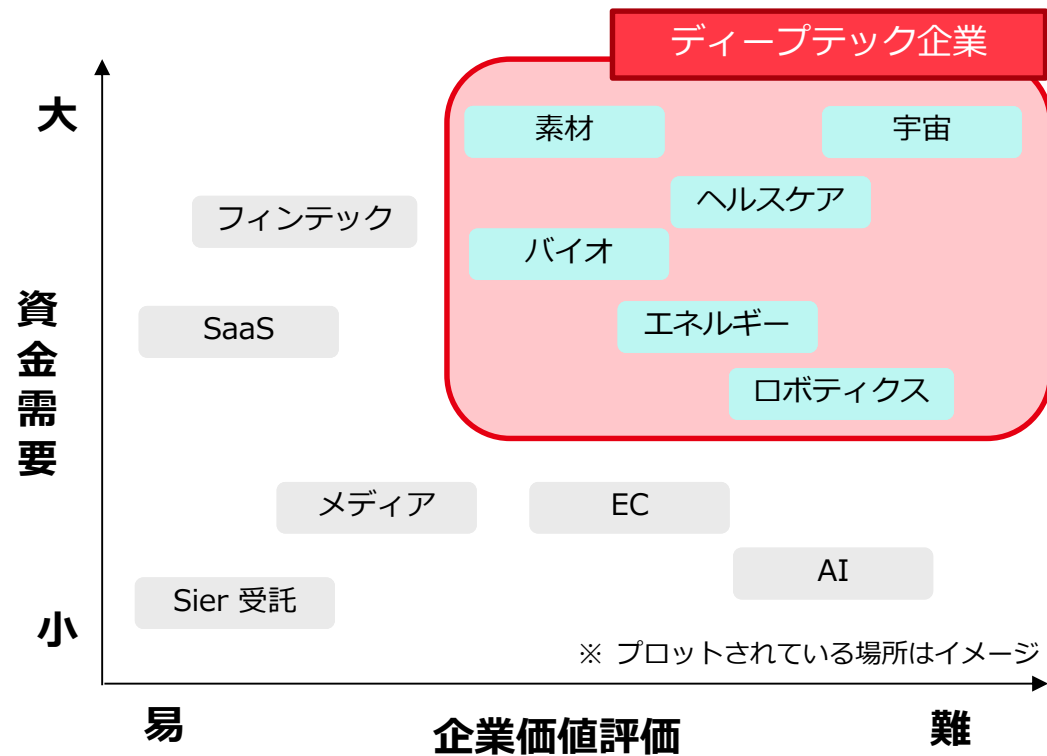 ディープテック企業
大
素材
宇宙
ヘルスケア
フィンテック
バイオ
資金需要
SaaS
エネルギー
ロボティクス
メディア
EC
AI
Sier 受託
小
※ プロットされている場所はイメージ
易
企業価値評価
難